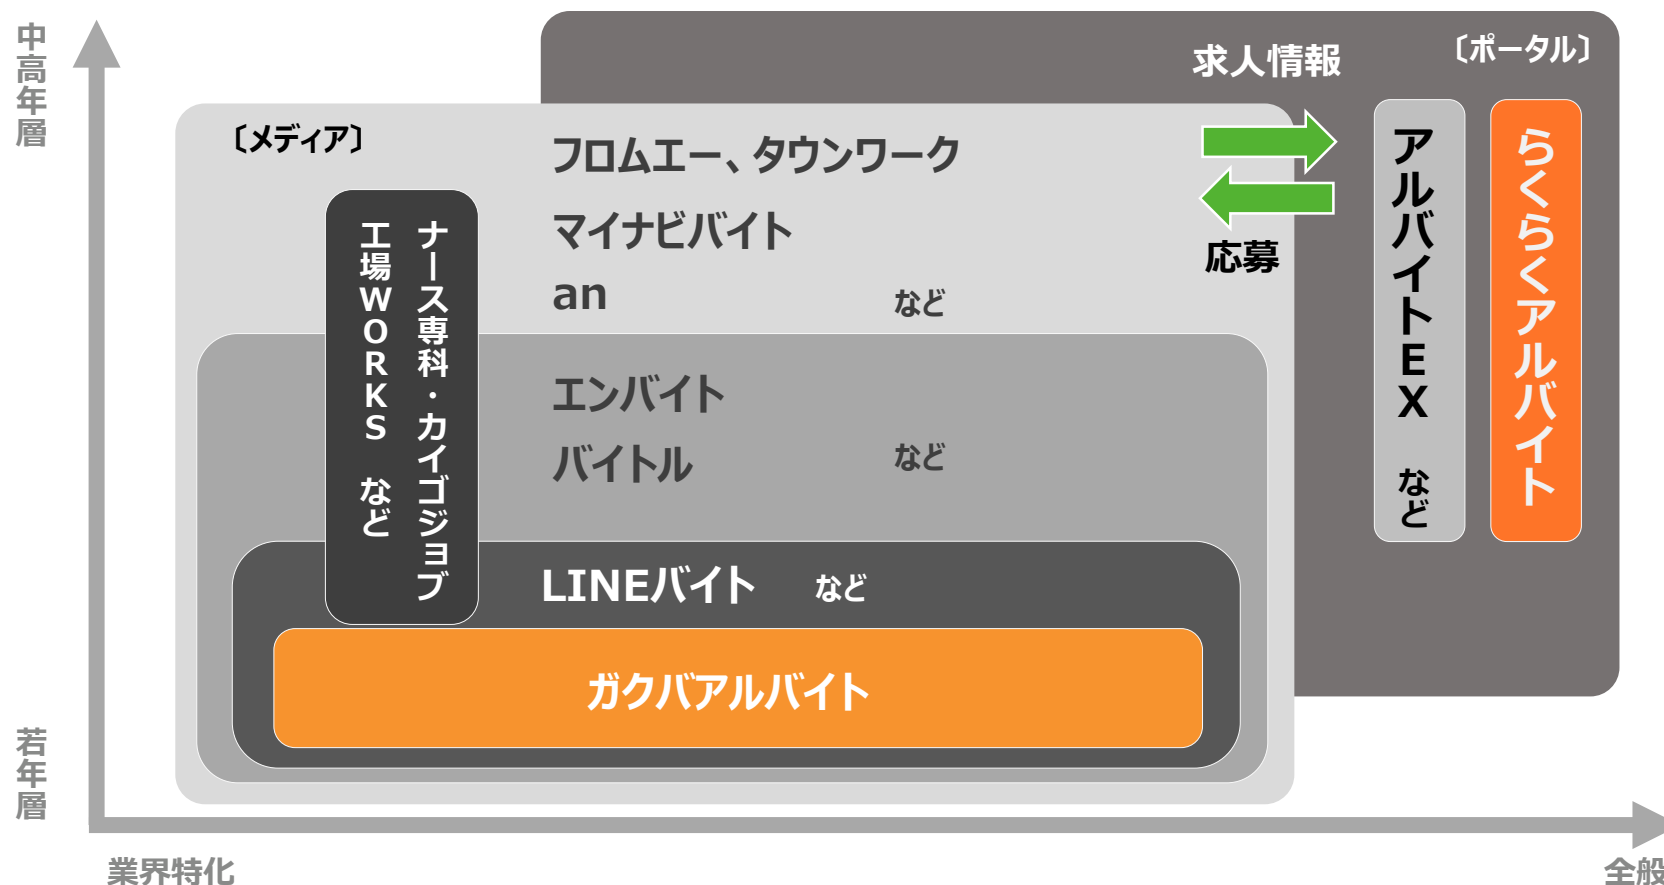 中高年層
求人情報
〔ポータル〕
〔メディア〕
フロムエー、タウンワーク
マイナビバイト
an
など
ナース専科・カイゴジョブ
工場WORKS など
応募
アルバイトEX など
らくらくアルバイト
エンバイト
バイトル
など
LINEバイト など
ガクバアルバイト
若年層
業界特化
全般